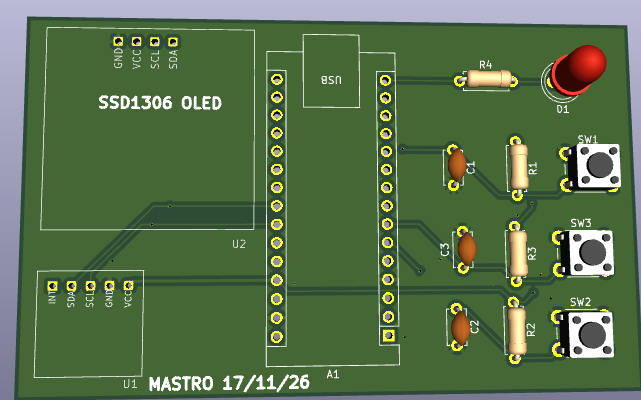 GND
VCC
SCL
SDA
SSD1306 OLED
U2
USB
R4
D1
C1
R1
SW1
C3
R3
SW3
C2
R2
SW2
INT
SDA
SCL
GND
VCC
U1
MASTRO 17/11/26
A1